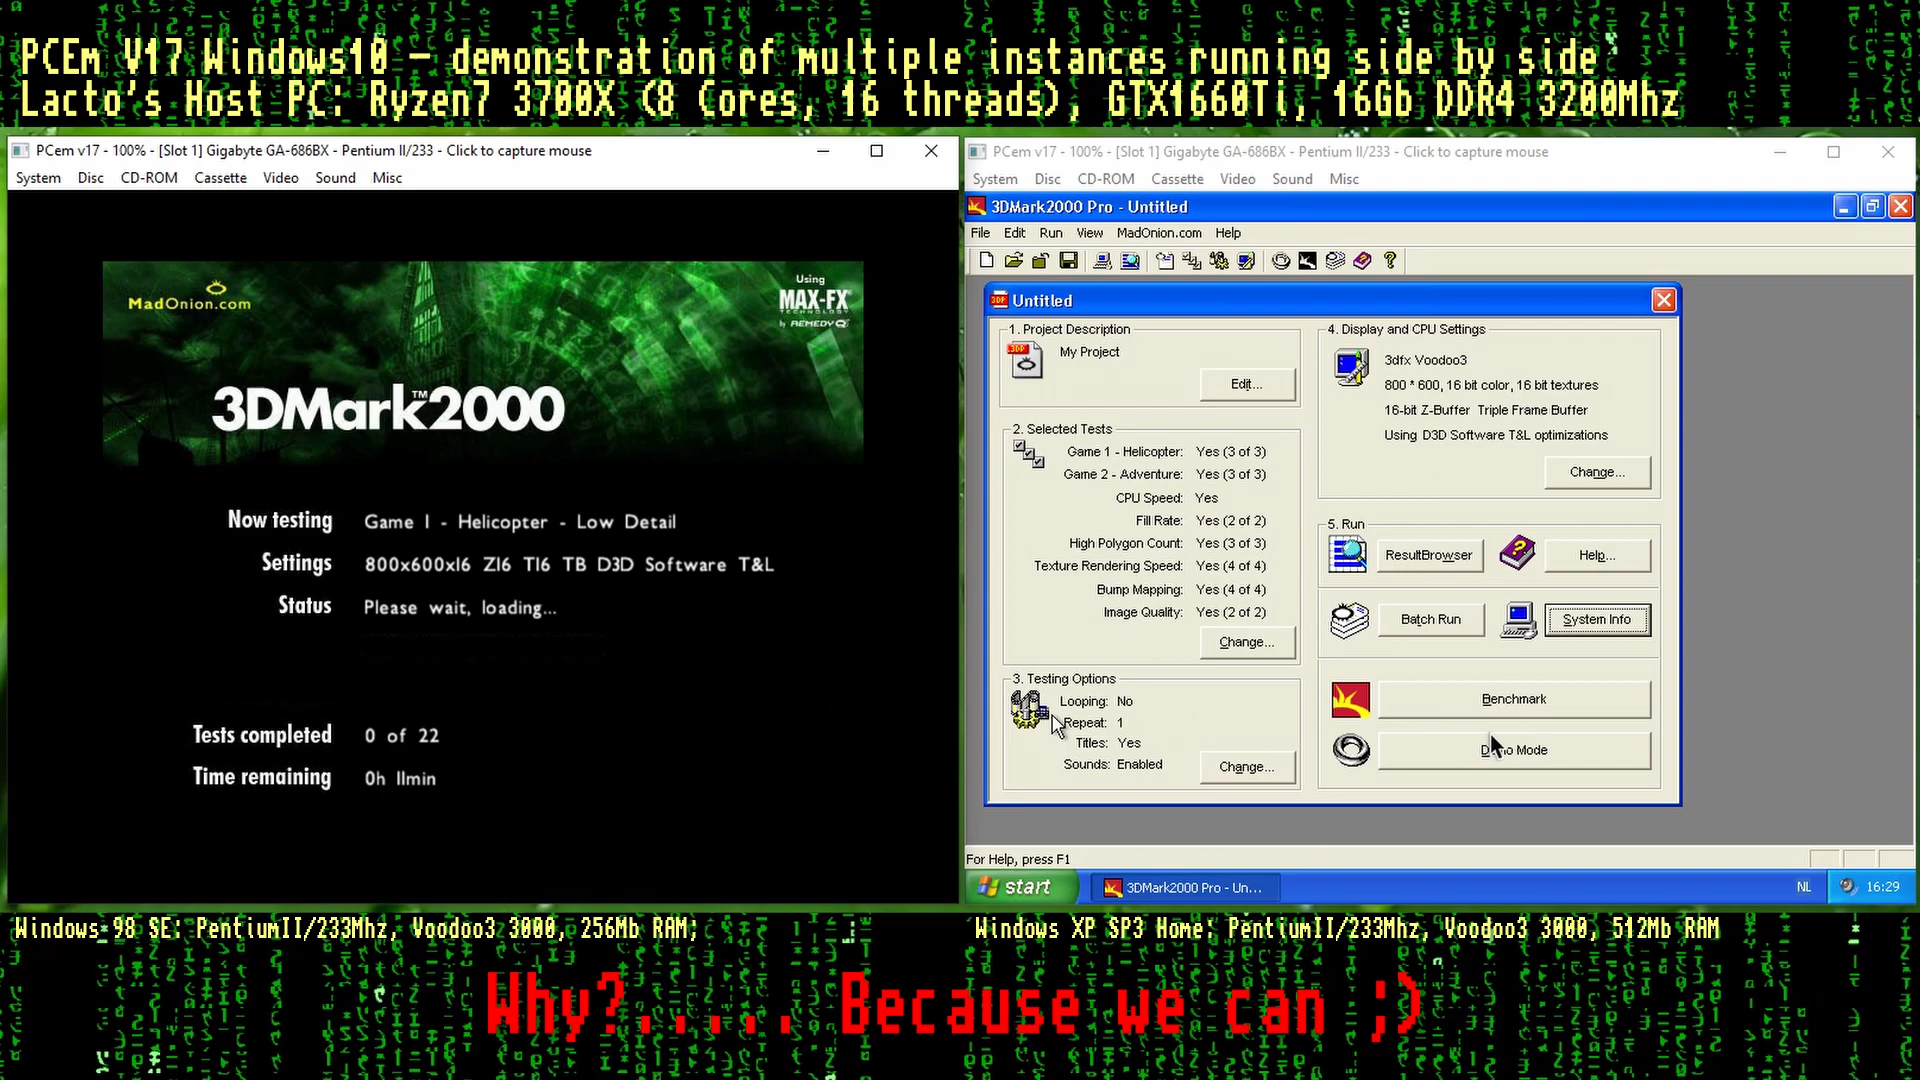 PCEm V17 Windows10 - demonstration of multiple instances running side by side
Lacto's Host PC: Ryzen7 3700X (8 Cores, 16 threads), GTX1660Ti, 16Gb DDR4 3200Mhz
PCem v17 - 100% - [Slot 1] Gigabyte GA-686BX - Pentium II/233 - Click to capture mouse
System Disc CD-ROM Cassette Video Sound Misc
MadOnion.com
Using
MAX-FX
TECHNOLOGY
by REMEDY
3DMark™2000
Now testing Game 1 - Helicopter - Low Detail
Settings 800x600x16 Z16 T16 TB D3D Software T&L
Status Please wait, loading...
Tests completed 0 of 22
Time remaining 0h 11min
PCem v17 - 100% - [Slot 1] Gigabyte GA-686BX - Pentium II/233 - Click to capture mouse
System Disc CD-ROM Cassette Video Sound Misc
3DMark2000 Pro - Untitled
File Edit Run View MadOnion.com Help
3DP Untitled
1. Project Description
3DP
My Project
Edit...
2. Selected Tests
Game 1 - Helicopter: Yes (3 of 3)
Game 2 - Adventure: Yes (3 of 3)
CPU Speed: Yes
Fill Rate: Yes (2 of 2)
High Polygon Count: Yes (3 of 3)
Texture Rendering Speed: Yes (4 of 4)
Bump Mapping: Yes (4 of 4)
Image Quality: Yes (2 of 2)
Change...
3. Testing Options
Looping: No
Repeat: 1
Titles: Yes
Sounds: Enabled
Change...
4. Display and CPU Settings
3dfx Voodoo3
800 * 600, 16 bit color, 16 bit textures
16-bit Z-Buffer Triple Frame Buffer
Using D3D Software T&L optimizations
Change...
5. Run
ResultBrowser Help...
Batch Run System Info
Benchmark
Mode
For Help, press F1
start 3DMark2000 Pro - Un... NL 16:29
Windows 98 SE: PentiumII/233Mhz, Voodoo3 3000, 256Mb RAM;
Windows XP SP3 Home: PentiumII/233Mhz, Voodoo3 3000, 512Mb RAM
Why?..... Because we can ;)